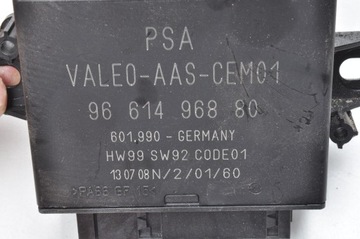 PSA
VALEO-AAS-CEM01
96 614 968 80
601.990 - GERMANY
HW99 SW92 CODE01
130708N/2/01/60